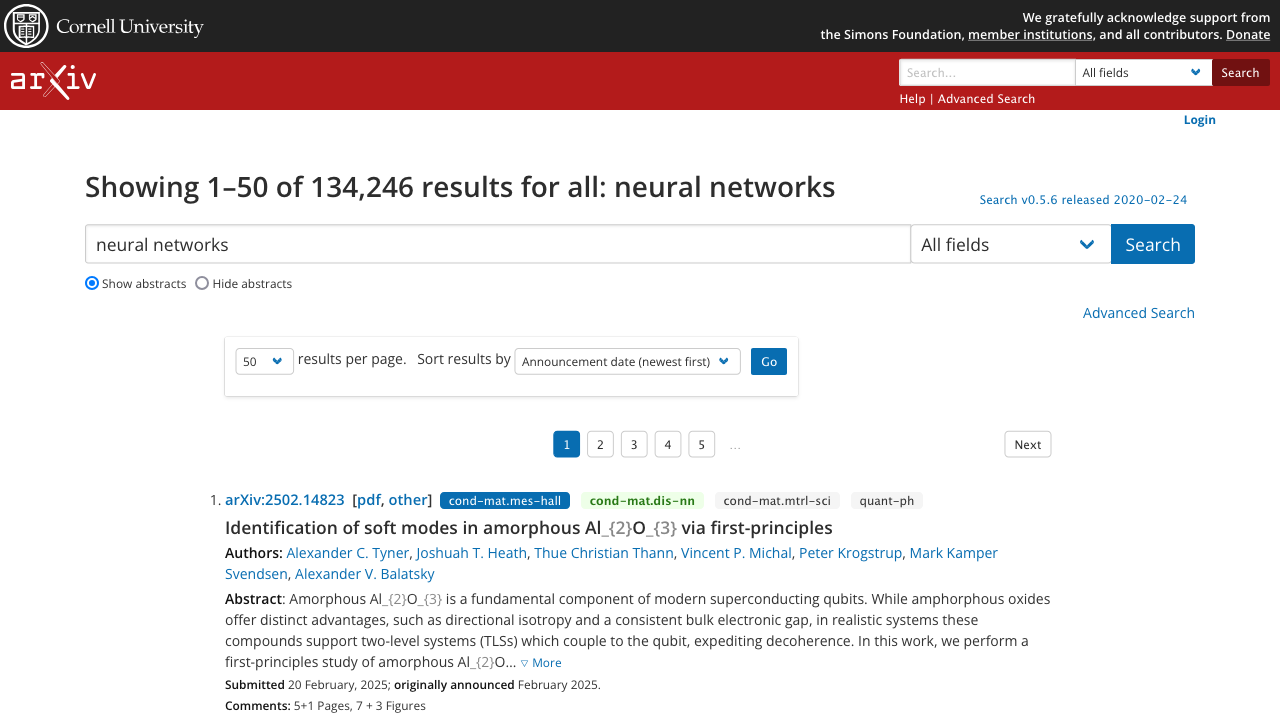 Cornell University
We gratefully acknowledge support from
the Simons Foundation, member institutions, and all contributors. Donate
arXiv
Search... All fields Search
Help | Advanced Search
Login
Showing 1–50 of 134,246 results for all: neural networks
Search v0.5.6 released 2020-02-24
neural networks All fields Search
Show abstracts Hide abstracts
Advanced Search
50 results per page. Sort results by Announcement date (newest first) Go
1 2 3 4 5 … Next
1. arXiv:2502.14823 [pdf, other] cond-mat.mes-hall cond-mat.dis-nn cond-mat.mtrl-sci quant-ph
Identification of soft modes in amorphous Al_{2}O_{3} via first-principles
Authors: Alexander C. Tyner, Joshuah T. Heath, Thue Christian Thann, Vincent P. Michal, Peter Krogstrup, Mark Kamper
Svendsen, Alexander V. Balatsky
Abstract: Amorphous Al_{2}O_{3} is a fundamental component of modern superconducting qubits. While amphorphous oxides
offer distinct advantages, such as directional isotropy and a consistent bulk electronic gap, in realistic systems these
compounds support two-level systems (TLSs) which couple to the qubit, expediting decoherence. In this work, we perform a
first-principles study of amorphous Al_{2}O… ▽ More
Submitted 20 February, 2025; originally announced February 2025.
Comments: 5+1 Pages, 7 + 3 Figures